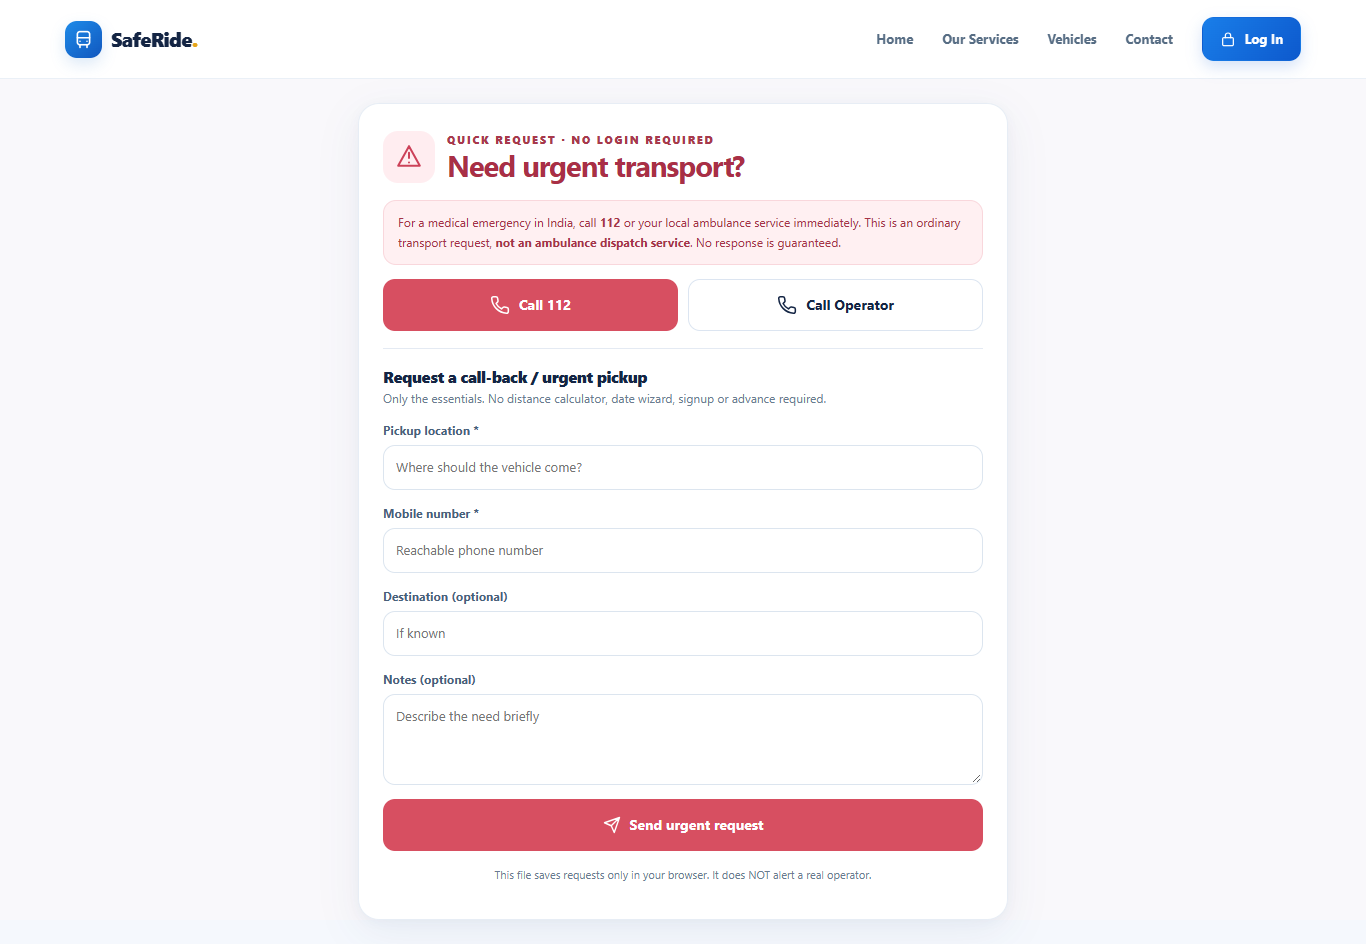 SafeRide.
Home
Our Services
Vehicles
Contact
Log In
QUICK REQUEST · NO LOGIN REQUIRED
Need urgent transport?
For a medical emergency in India, call 112 or your local ambulance service immediately. This is an ordinary
transport request, not an ambulance dispatch service. No response is guaranteed.
Call 112
Call Operator
Request a call-back / urgent pickup
Only the essentials. No distance calculator, date wizard, signup or advance required.
Pickup location *
Where should the vehicle come?
Mobile number *
Reachable phone number
Destination (optional)
If known
Notes (optional)
Describe the need briefly
Send urgent request
This file saves requests only in your browser. It does NOT alert a real operator.